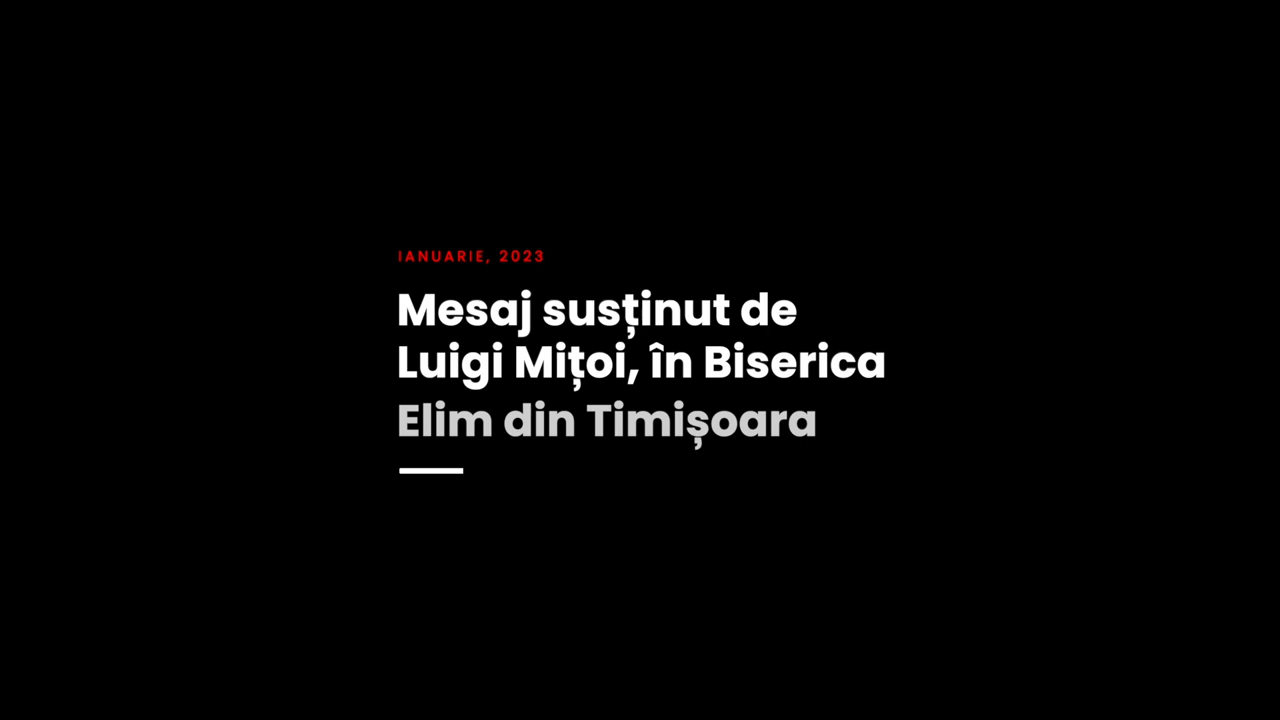 IANUARIE, 2023
Mesaj susținut de
Luigi Mițoi, în Biserica
Elim din Timișoara